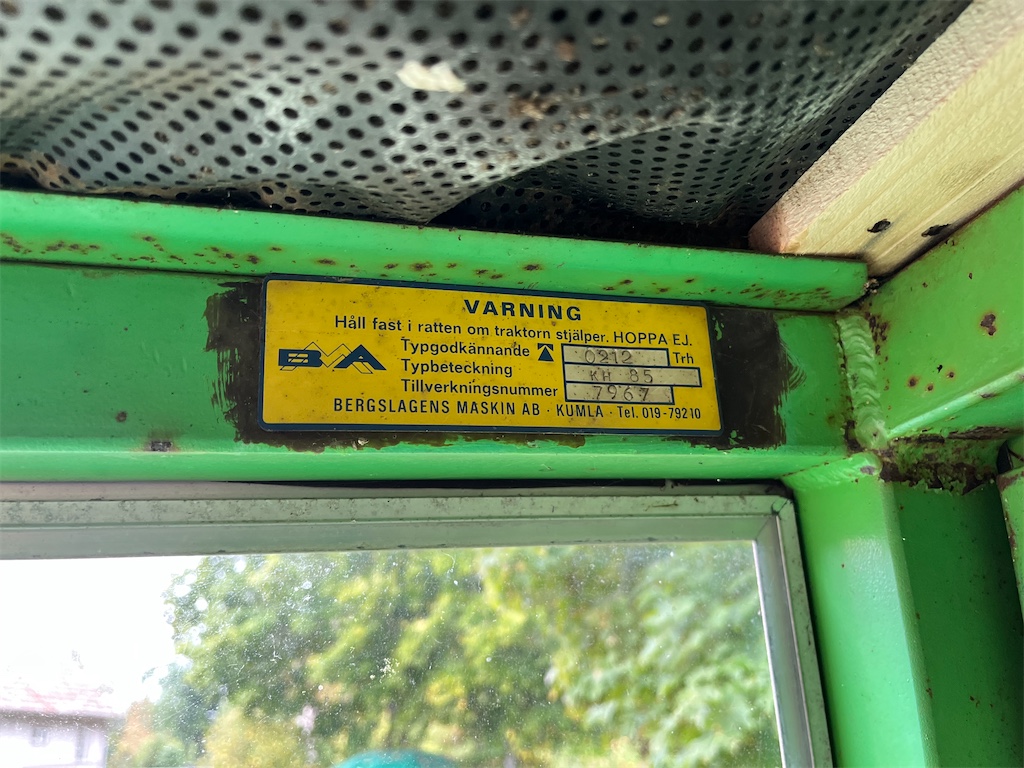 VARNING
Håll fast i ratten om traktorn stjälper. HOPPA EJ.
BMA
Typgodkännande 0212 Trh
Typbeteckning KH 85
Tillverkningsnummer 7967
BERGSLAGENS MASKIN AB · KUMLA · Tel. 019-79210